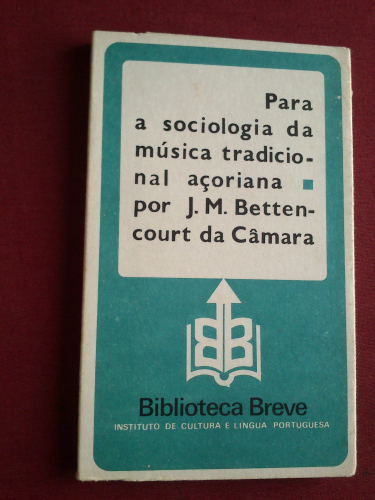 Para
a sociologia da
música tradicio-
nal açoriana ▪
por J. M. Betten-
court da Câmara
BB
Biblioteca Breve
INSTITUTO DE CULTURA E LÍNGUA PORTUGUESA